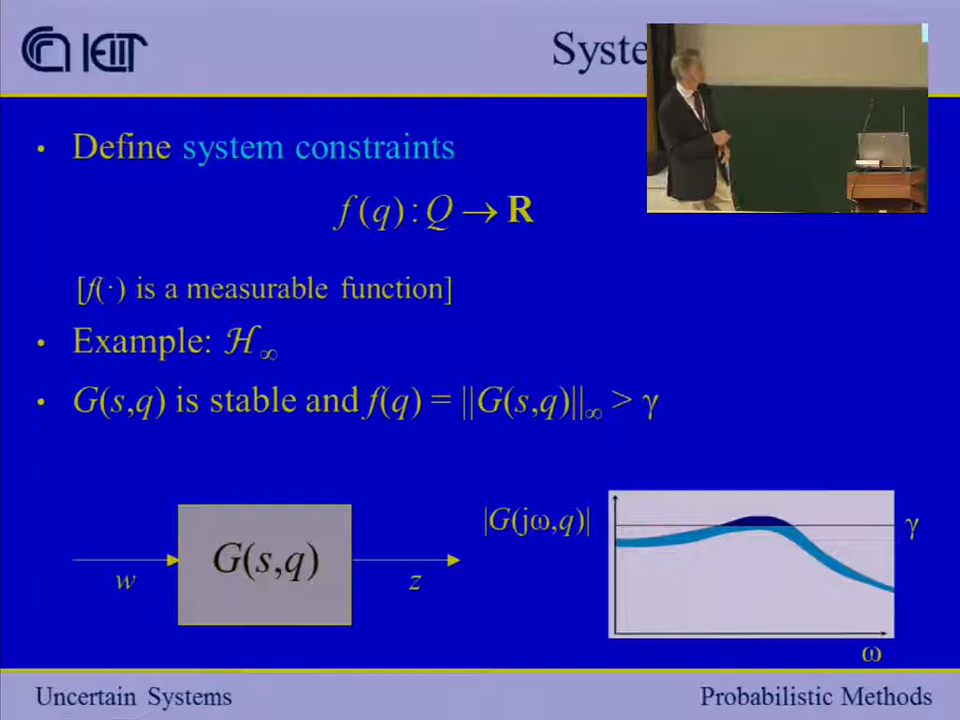 IEIIT
Syste
• Define system constraints
f(q) : Q → R
[f(·) is a measurable function]
• Example: ℋ∞
• G(s,q) is stable and f(q) = ||G(s,q)||∞ > γ
|G(jω,q)|
γ
G(s,q)
w
z
ω
Uncertain Systems
Probabilistic Methods